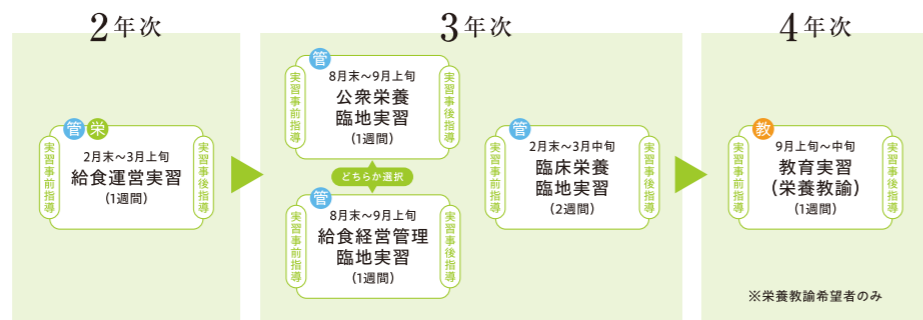 2年次
管 栄
実習事前指導
2月末～3月上旬
給食運営実習
(1週間)
実習事後指導
3年次
管
実習事前指導
8月末～9月上旬
公衆栄養
臨地実習
(1週間)
実習事後指導
どちらか選択
管
実習事前指導
8月末～9月上旬
給食経営管理
臨地実習
(1週間)
実習事後指導
管
実習事前指導
2月末～3月中旬
臨床栄養
臨地実習
(2週間)
実習事後指導
4年次
教
実習事前指導
9月上旬～中旬
教育実習
(栄養教諭)
(1週間)
実習事後指導
※栄養教諭希望者のみ